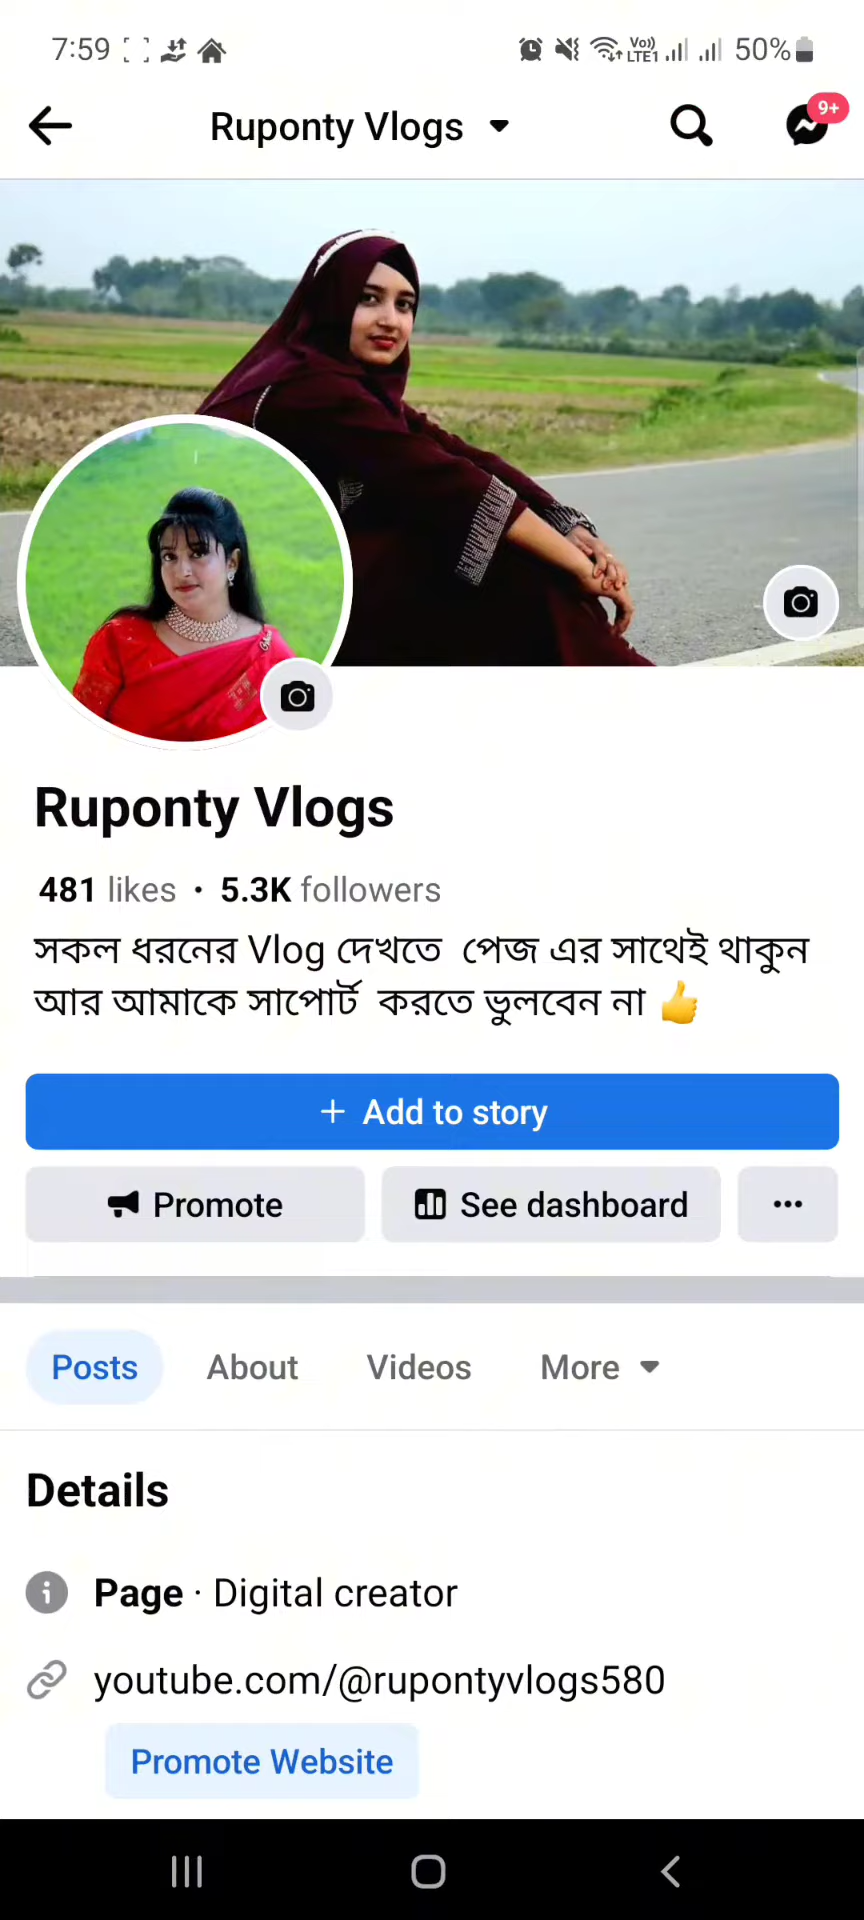 7:59 Vo)) LTE1 50%
Ruponty Vlogs 9+
Ruponty Vlogs
481 likes · 5.3K followers
সকল ধরনের Vlog দেখতে পেজ এর সাথেই থাকুন
আর আমাকে সাপোর্ট করতে ভুলবেন না 👍
+ Add to story
Promote See dashboard ...
Posts About Videos More
Details
Page · Digital creator
youtube.com/@rupontyvlogs580
Promote Website